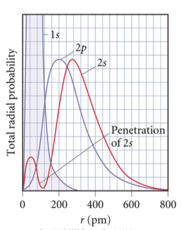 1s
2p
2s
Total radial probability
Penetration
of 2s
0 200 400 600 800
r (pm)